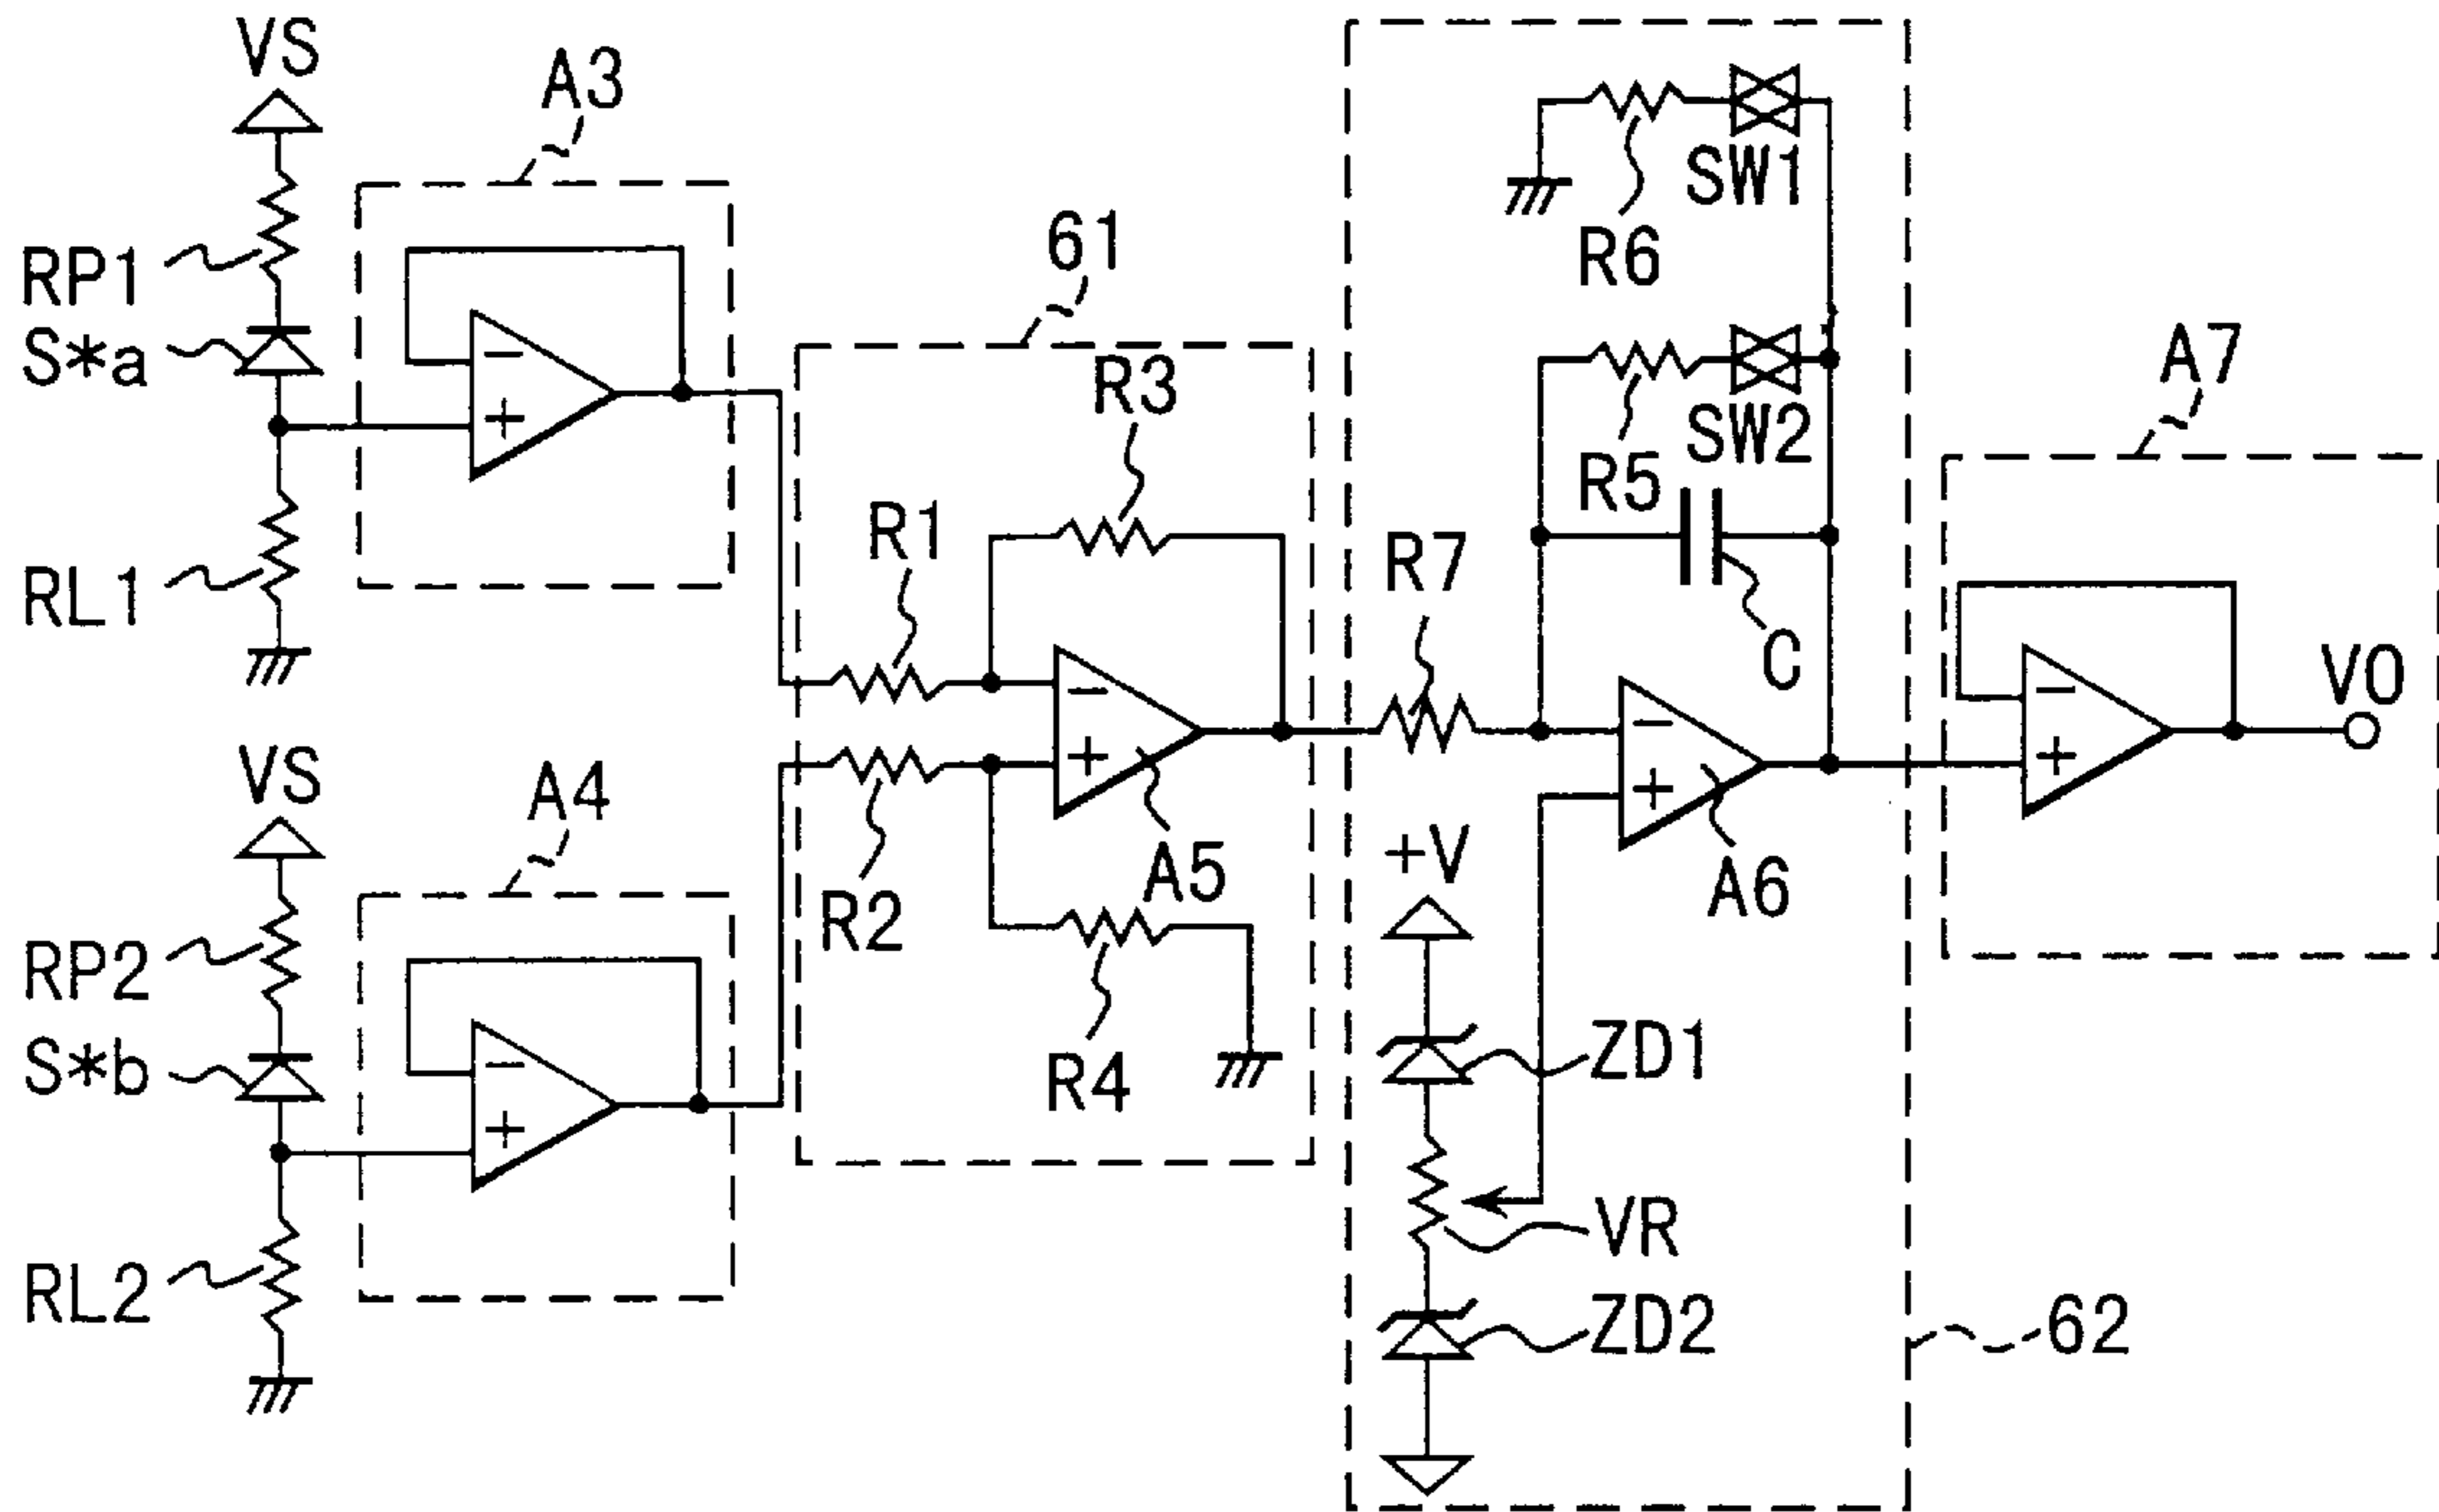 VS
A3
RP1
S*a
RL1
61
R3
R1
R2
A5
R4
VS
A4
RP2
S*b
RL2
R6
SW1
R5
SW2
C
R7
A6
+V
ZD1
VR
ZD2
62
A7
VO